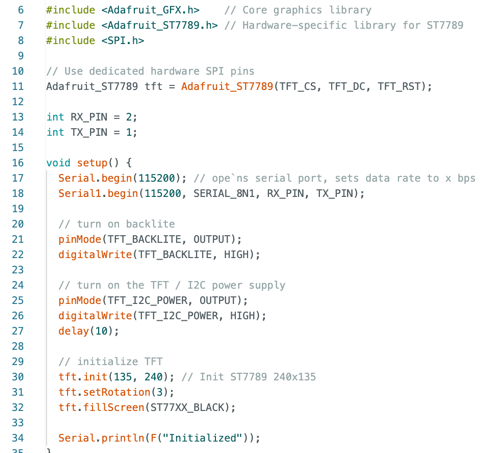 6 #include <Adafruit_GFX.h>    // Core graphics library
7 #include <Adafruit_ST7789.h> // Hardware-specific library for ST7789
8 #include <SPI.h>
9
10 // Use dedicated hardware SPI pins
11 Adafruit_ST7789 tft = Adafruit_ST7789(TFT_CS, TFT_DC, TFT_RST);
12
13 int RX_PIN = 2;
14 int TX_PIN = 1;
15
16 void setup() {
17   Serial.begin(115200); // ope`ns serial port, sets data rate to x bps
18   Serial1.begin(115200, SERIAL_8N1, RX_PIN, TX_PIN);
19
20   // turn on backlite
21   pinMode(TFT_BACKLITE, OUTPUT);
22   digitalWrite(TFT_BACKLITE, HIGH);
23
24   // turn on the TFT / I2C power supply
25   pinMode(TFT_I2C_POWER, OUTPUT);
26   digitalWrite(TFT_I2C_POWER, HIGH);
27   delay(10);
28
29   // initialize TFT
30   tft.init(135, 240); // Init ST7789 240x135
31   tft.setRotation(3);
32   tft.fillScreen(ST77XX_BLACK);
33
34   Serial.println(F("Initialized"));